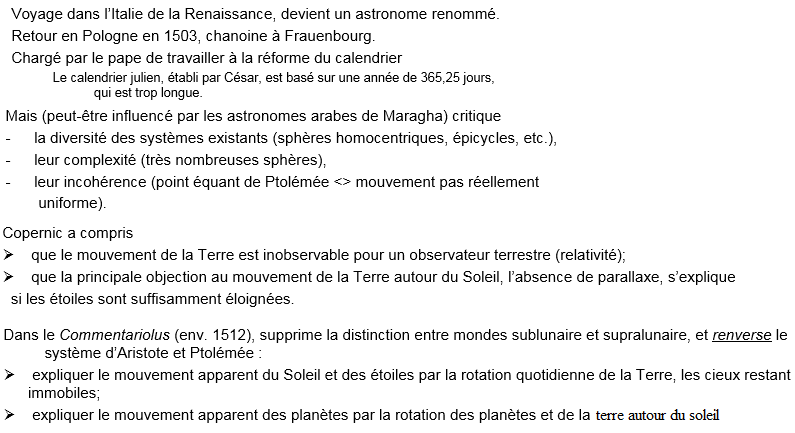 Voyage dans l'Italie de la Renaissance, devient un astronome renommé.
Retour en Pologne en 1503, chanoine à Frauenbourg.
Chargé par le pape de travailler à la réforme du calendrier
Le calendrier julien, établi par César, est basé sur une année de 365,25 jours,
qui est trop longue.
Mais (peut-être influencé par les astronomes arabes de Maragha) critique
- la diversité des systèmes existants (sphères homocentriques, épicycles, etc.),
- leur complexité (très nombreuses sphères),
- leur incohérence (point équant de Ptolémée <> mouvement pas réellement
uniforme).
Copernic a compris
➢ que le mouvement de la Terre est inobservable pour un observateur terrestre (relativité);
➢ que la principale objection au mouvement de la Terre autour du Soleil, l'absence de parallaxe, s'explique
si les étoiles sont suffisamment éloignées.
Dans le Commentariolus (env. 1512), supprime la distinction entre mondes sublunaire et supralunaire, et renverse le
système d'Aristote et Ptolémée :
➢ expliquer le mouvement apparent du Soleil et des étoiles par la rotation quotidienne de la Terre, les cieux restant
immobiles;
➢ expliquer le mouvement apparent des planètes par la rotation des planètes et de la terre autour du soleil